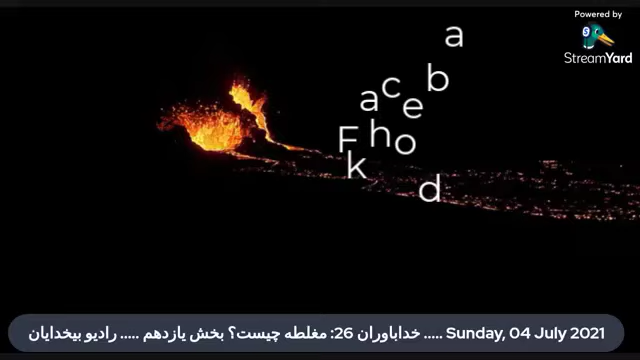 Powered by
StreamYard
a
b
c
a
e
F
h
o
k
d
خداباوران 26: مغلطه چیست؟ بخش یازدهم ..... رادیو بیخدایان ..... Sunday, 04 July 2021